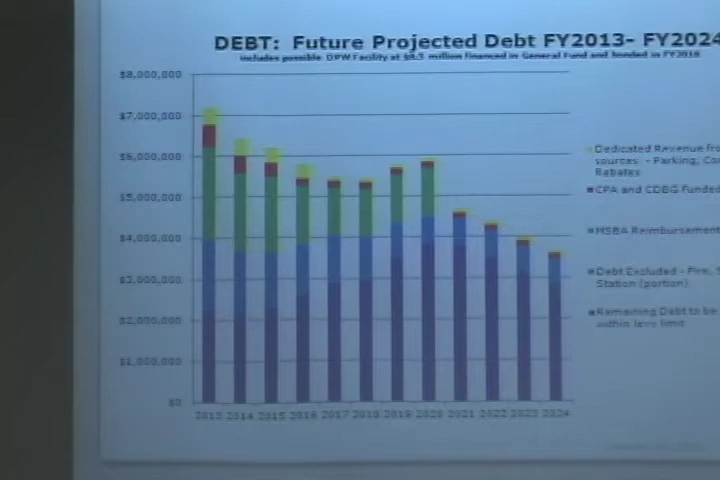 DEBT: Future Projected Debt FY2013- FY2024
includes possible DPW Facility at million financed in General Fund and bonded in
$8,000,000
$7,000,000
$6,000,000
$5,000,000
$4,000,000
$3,000,000
$2,000,000
$1,000,000
$0
2013 2014 2015 2016 2017 2018 2019 2020 2021 2022 2023 2024
Dedicated Revenue
sources - Parking,
Rebates
CPA and CDBG Funded
MSBA Reimbursement
Debt Excluded - Fire,
Station (portion)
Remaining Debt to be
within levy limit